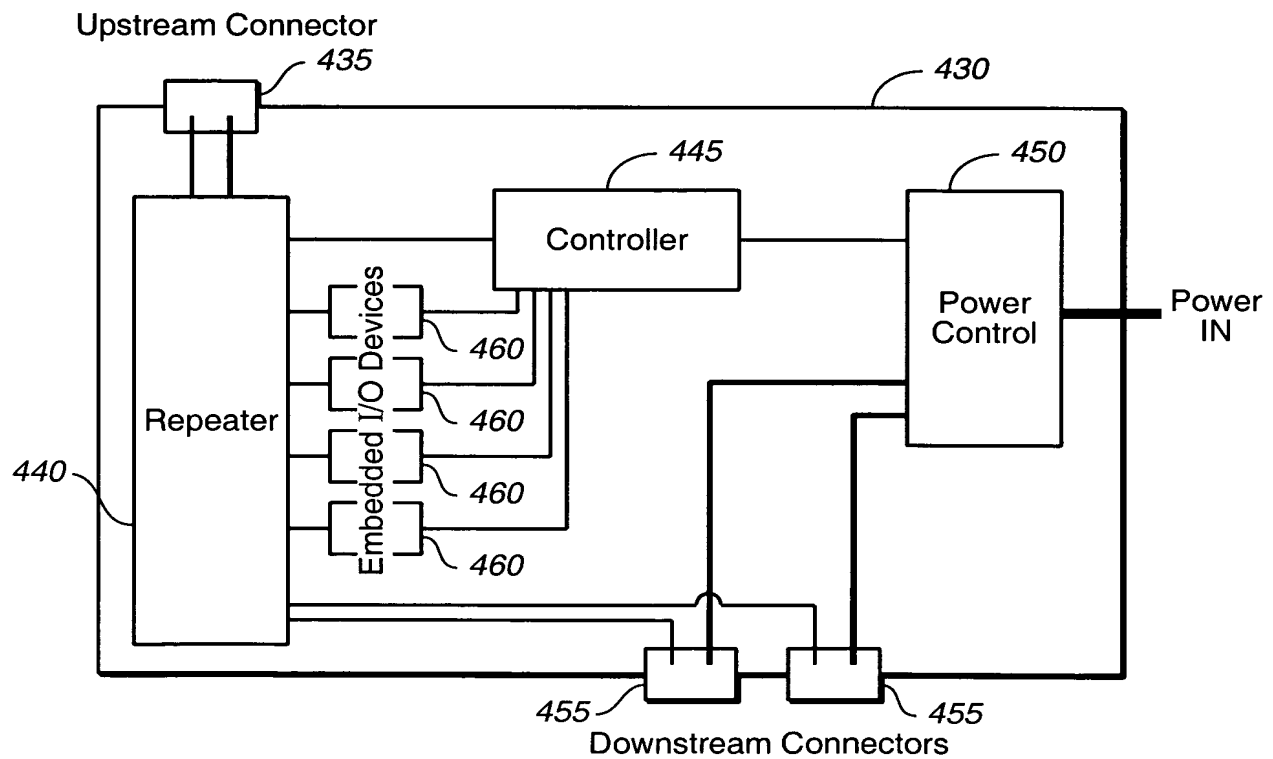 Upstream Connector
435
430
445
450
Controller
Power
Control
Power
IN
Embedded I/O Devices
460
460
460
460
Repeater
440
455
455
Downstream Connectors